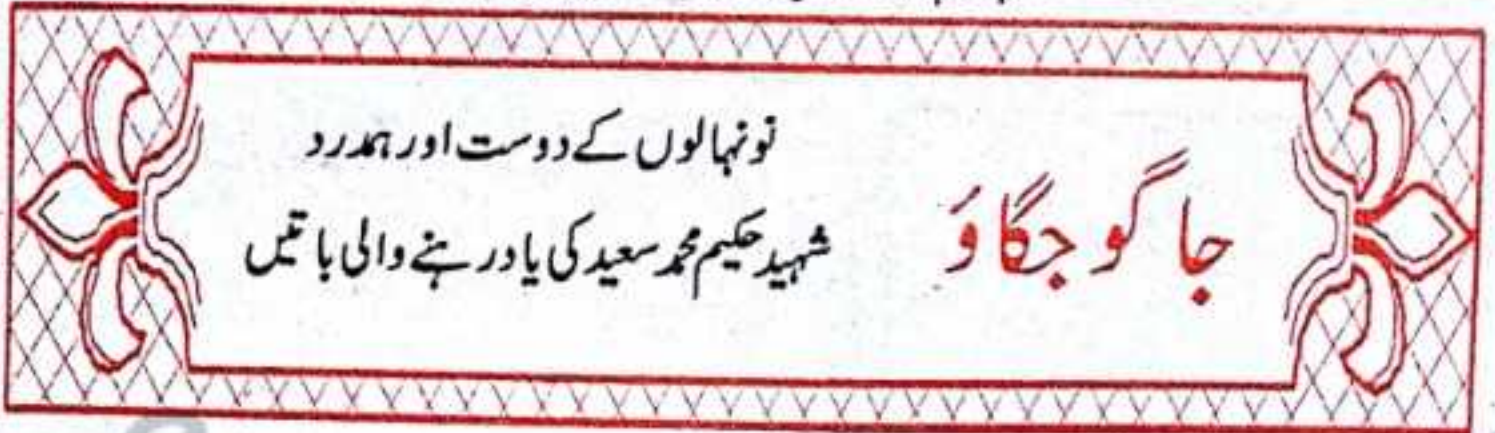 جاگو جگاؤ
نونہالوں کے دوست اور ہمدرد
شہید حکیم محمد سعید کی یاد رہنے والی باتیں